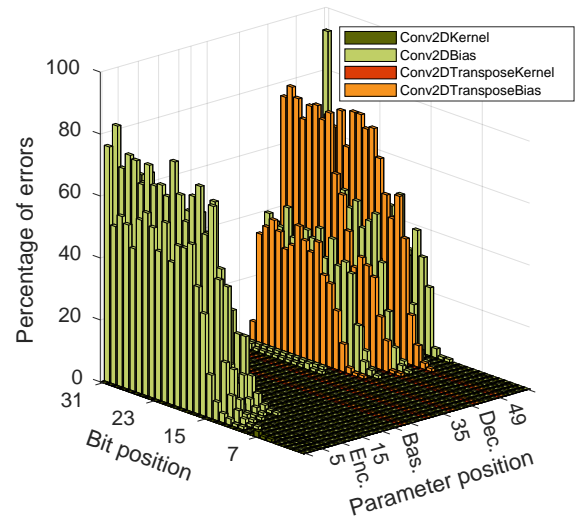 Conv2DKernel
Conv2DBias
Conv2DTransposeKernel
Conv2DTransposeBias
Percentage of errors
100
80
60
40
20
0
31
23
15
7
Bit position
5
Enc.
15
Bas.
35
Dec.
49
Parameter position